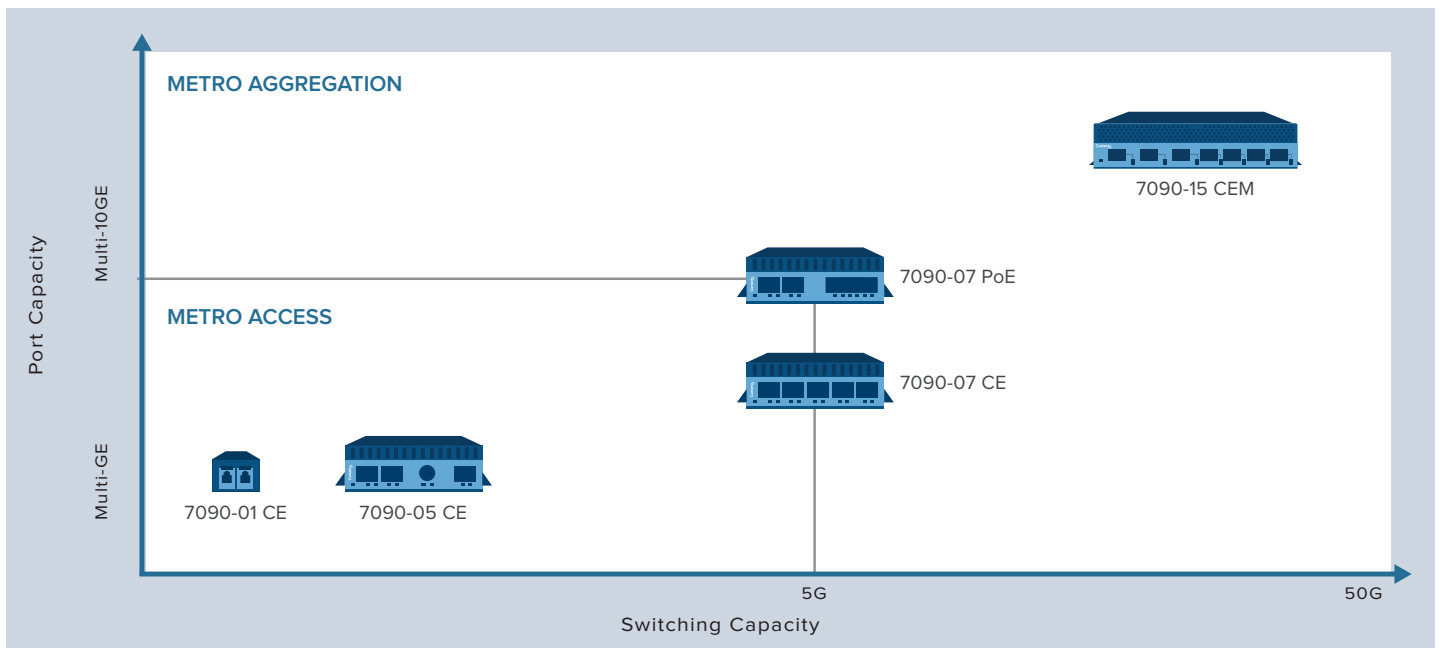 METRO AGGREGATION
7090-15 CEM
Multi-10GE
7090-07 PoE
METRO ACCESS
Port Capacity
7090-07 CE
Multi-GE
7090-01 CE
7090-05 CE
5G
50G
Switching Capacity